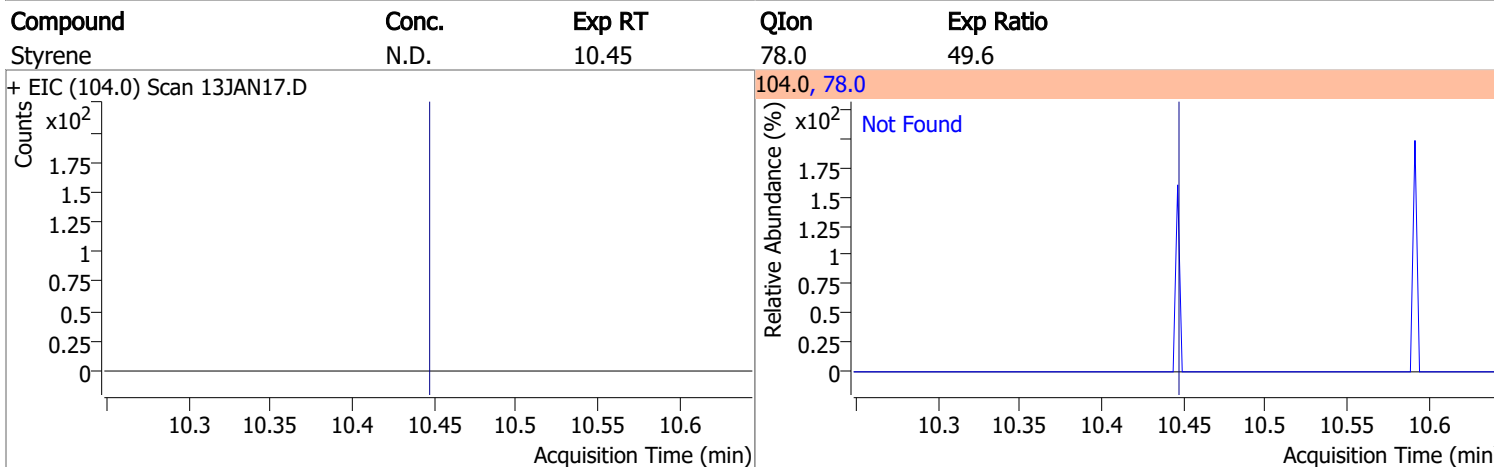 Compound Conc. Exp RT QIon Exp Ratio
Styrene N.D. 10.45 78.0 49.6
+ EIC (104.0) Scan 13JAN17.D
Counts
x10²
1.75
1.5
1.25
1
0.75
0.5
0.25
0
10.3 10.35 10.4 10.45 10.5 10.55 10.6
Acquisition Time (min)
104.0, 78.0
Relative Abundance (%)
x10²
Not Found
1.75
1.5
1.25
1
0.75
0.5
0.25
0
10.3 10.35 10.4 10.45 10.5 10.55 10.6
Acquisition Time (min